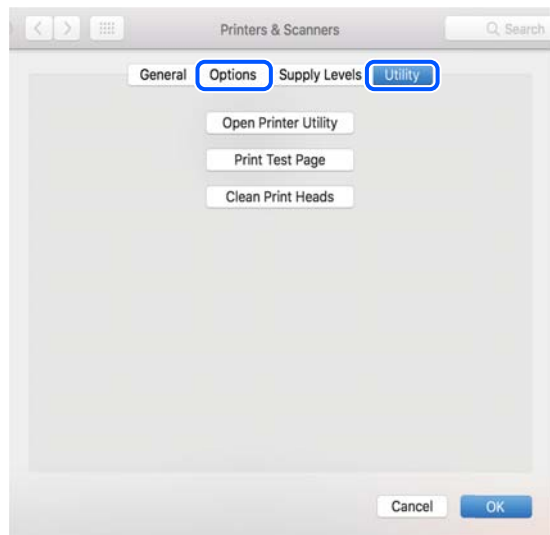 Printers & Scanners
Search
General Options Supply Levels Utility
Open Printer Utility
Print Test Page
Clean Print Heads
Cancel OK